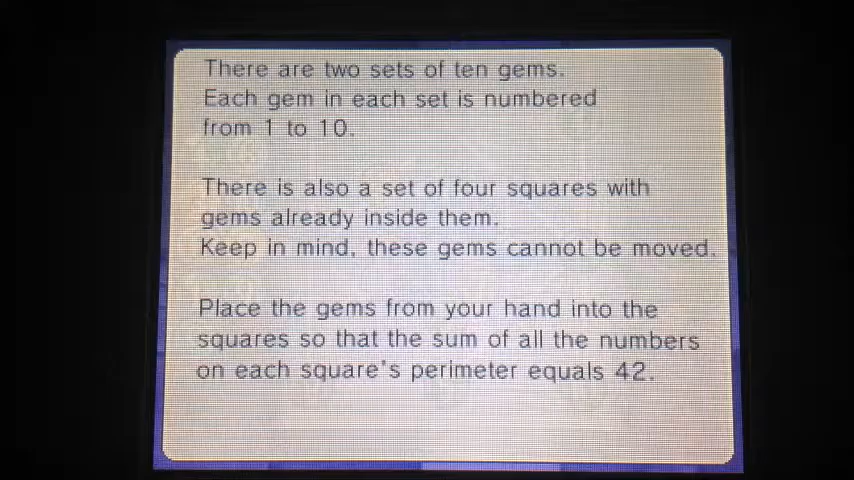 There are two sets of ten gems.
Each gem in each set is numbered
from 1 to 10.
There is also a set of four squares with
gems already inside them.
Keep in mind, these gems cannot be moved.
Place the gems from your hand into the
squares so that the sum of all the numbers
on each square's perimeter equals 42.